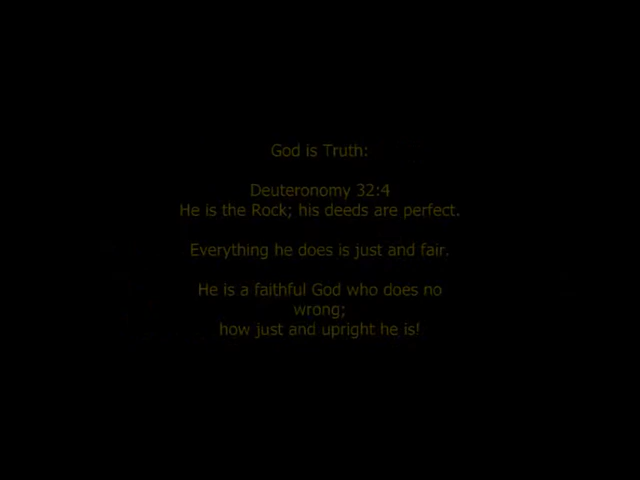 God is Truth:
Deuteronomy 32:4
He is the Rock; his deeds are perfect.
Everything he does is just and fair.
He is a faithful God who does no
wrong;
how just and upright he is!